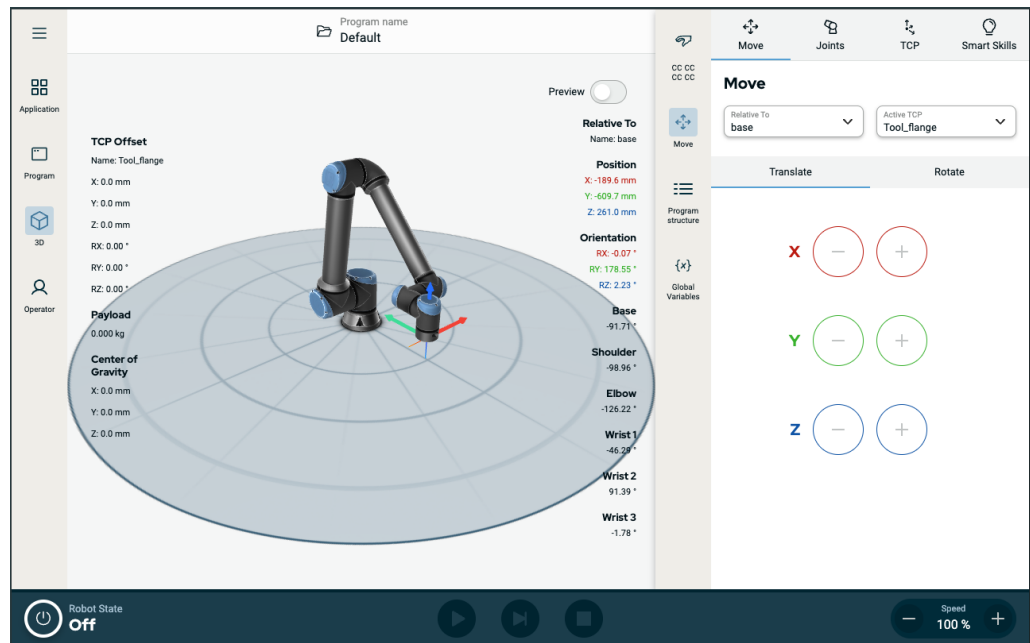 Program name
Default
Application
Program
3D
Operator
Preview
TCP Offset
Name: Tool_flange
X: 0.0 mm
Y: 0.0 mm
Z: 0.0 mm
RX: 0.00 °
RY: 0.00 °
RZ: 0.00 °
Payload
0.000 kg
Center of
Gravity
X: 0.0 mm
Y: 0.0 mm
Z: 0.0 mm
Relative To
Name: base
Position
X: -189.6 mm
Y: -609.7 mm
Z: 261.0 mm
Orientation
RX: -0.07 °
RY: 178.55 °
RZ: 2.23 °
Base
-91.71 °
Shoulder
-98.96 °
Elbow
-126.22 °
Wrist 1
-46.29 °
Wrist 2
91.39 °
Wrist 3
-1.78 °
CC CC
CC CC
Move
Program
structure
{x}
Global
Variables
Move
Joints
TCP
Smart Skills
Move
Relative To
base
Active TCP
Tool_flange
Translate
Rotate
X − +
Y − +
Z − +
Robot State
Off
Speed
− 100 % +